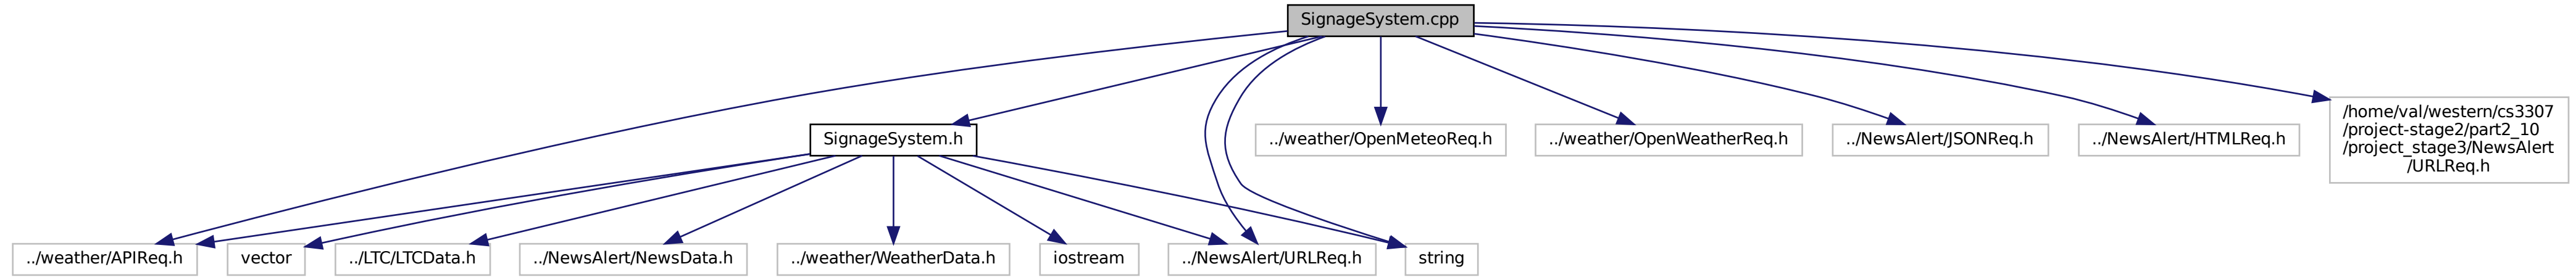 SignageSystem.cpp
SignageSystem.h
../weather/OpenMeteoReq.h
../weather/OpenWeatherReq.h
../NewsAlert/JSONReq.h
../NewsAlert/HTMLReq.h
/home/val/western/cs3307
/project-stage2/part2_10
/project_stage3/NewsAlert
/URLReq.h
../weather/APIReq.h
vector
../LTC/LTCData.h
../NewsAlert/NewsData.h
../weather/WeatherData.h
iostream
../NewsAlert/URLReq.h
string